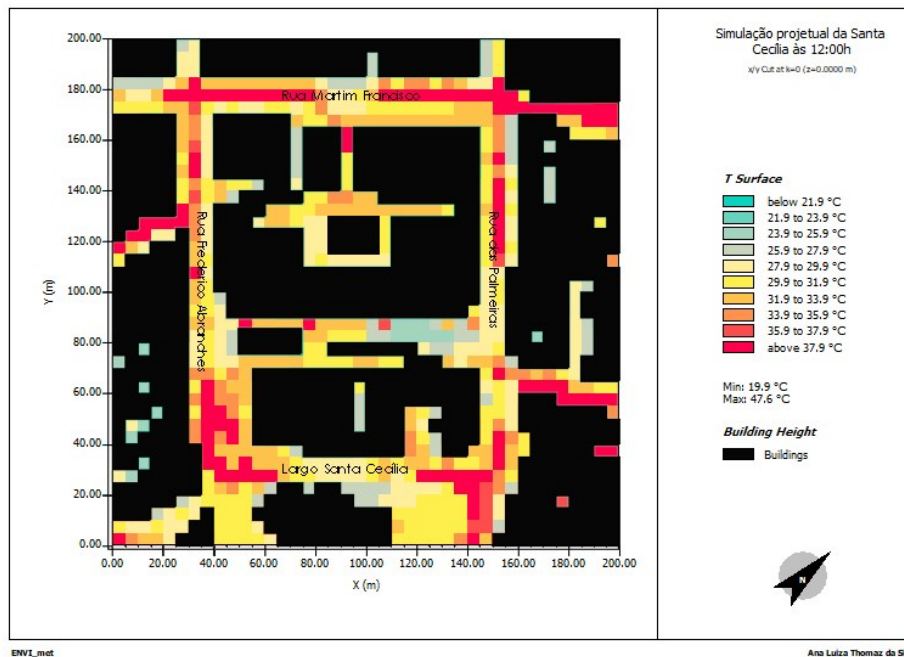 Simulação projetual da Santa
Cecília às 12:00h
x/y Cut at k=0 (z=0.0000 m)
200.00
180.00
160.00
140.00
120.00
100.00
80.00
60.00
40.00
20.00
0.00
Y (m)
Rua Martim Francisco
Rua Frederico Abranches
Rua das Palmeiras
Largo Santa Cecília
0.00 20.00 40.00 60.00 80.00 100.00 120.00 140.00 160.00 180.00 200.00
X (m)
T Surface
below 21.9 °C
21.9 to 23.9 °C
23.9 to 25.9 °C
25.9 to 27.9 °C
27.9 to 29.9 °C
29.9 to 31.9 °C
31.9 to 33.9 °C
33.9 to 35.9 °C
35.9 to 37.9 °C
above 37.9 °C
Min: 19.9 °C
Max: 47.6 °C
Building Height
Buildings
N
ENVI_met
Ana Luiza Thomaz da